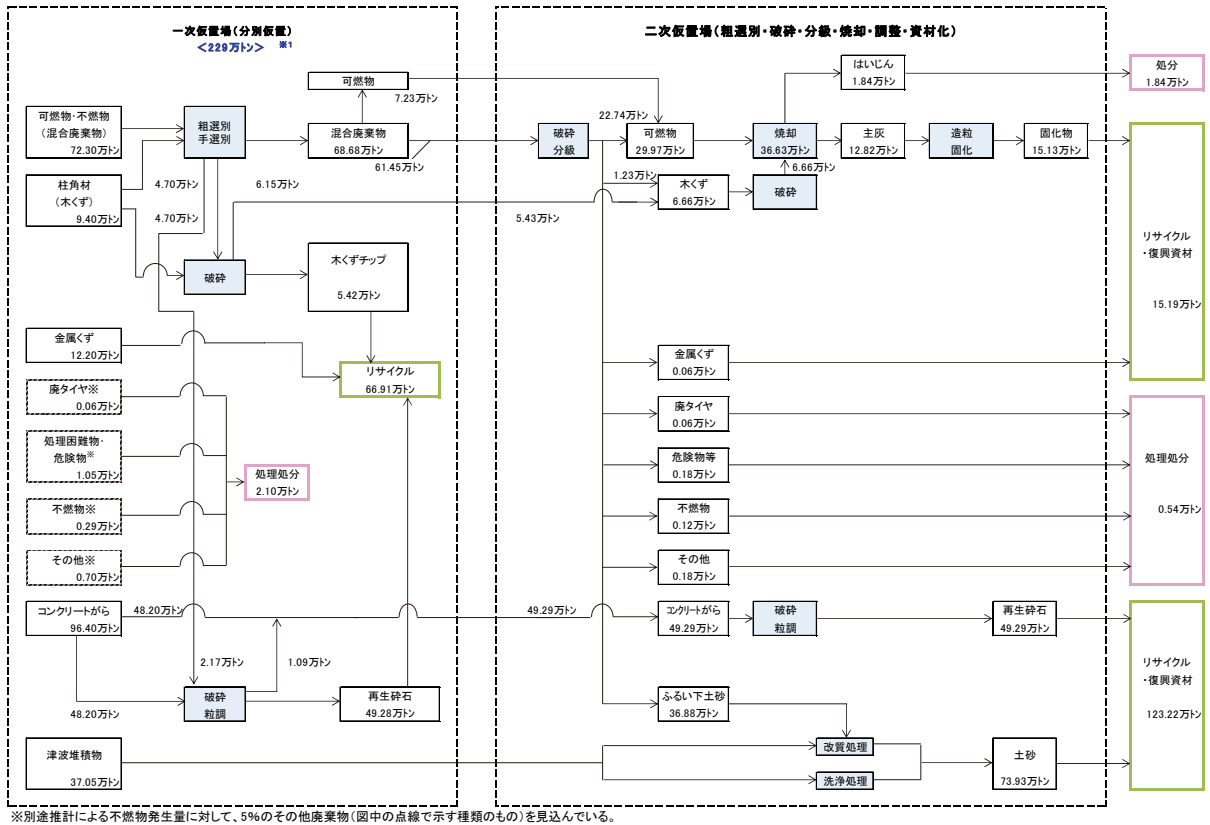 一次仮置場(分別仮置)
<229万トン> ※1
可燃物・不燃物
(混合廃棄物)
72.30万トン
柱角材
(木くず)
9.40万トン
粗選別
手選別
可燃物
7.23万トン
混合廃棄物
68.68万トン
61.45万トン
4.70万トン
6.15万トン
4.70万トン
破砕
木くずチップ
5.42万トン
金属くず
12.20万トン
リサイクル
66.91万トン
廃タイヤ※
0.06万トン
処理困難物・
危険物※
1.05万トン
処理処分
2.10万トン
不燃物※
0.29万トン
その他※
0.70万トン
コンクリートがら
96.40万トン
48.20万トン
2.17万トン
1.09万トン
48.20万トン
破砕
粒調
再生砕石
49.28万トン
津波堆積物
37.05万トン
二次仮置場(粗選別・破砕・分級・焼却・調整・資材化)
はいじん
1.84万トン
処分
1.84万トン
22.74万トン
破砕
分級
可燃物
29.97万トン
焼却
36.63万トン
主灰
12.82万トン
造粒
固化
固化物
15.13万トン
1.23万トン
6.66万トン
木くず
6.66万トン
破砕
5.43万トン
リサイクル
・復興資材
15.19万トン
金属くず
0.06万トン
廃タイヤ
0.06万トン
危険物等
0.18万トン
処理処分
0.54万トン
不燃物
0.12万トン
その他
0.18万トン
49.29万トン
コンクリートがら
49.29万トン
破砕
粒調
再生砕石
49.29万トン
リサイクル
・復興資材
123.22万トン
ふるい下土砂
36.88万トン
改質処理
洗浄処理
土砂
73.93万トン
※別途推計による不燃物発生量に対して、5%のその他廃棄物(図中の点線で示す種類のもの)を見込んでいる。